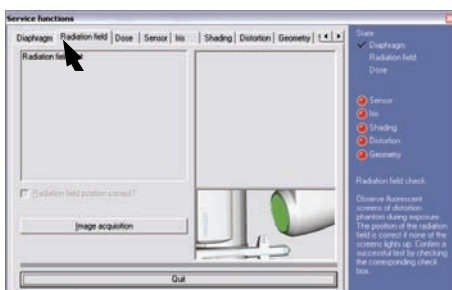 Service functions
Diaphragm Radiation field Dose Sensor Iris Shading Distortion Geometry
Radiation field
Radiation field position correct?
Image acquisition
Quit
State
Diaphragm
Radiation field
Dose
Sensor
Iris
Shading
Distortion
Geometry
Radiation field check
Observe fluorescent
screens of distortion
phantom during exposure.
The position of the radiation
field is correct if none of the
screens lights up. Confirm a
successful test by checking
the corresponding check
box.